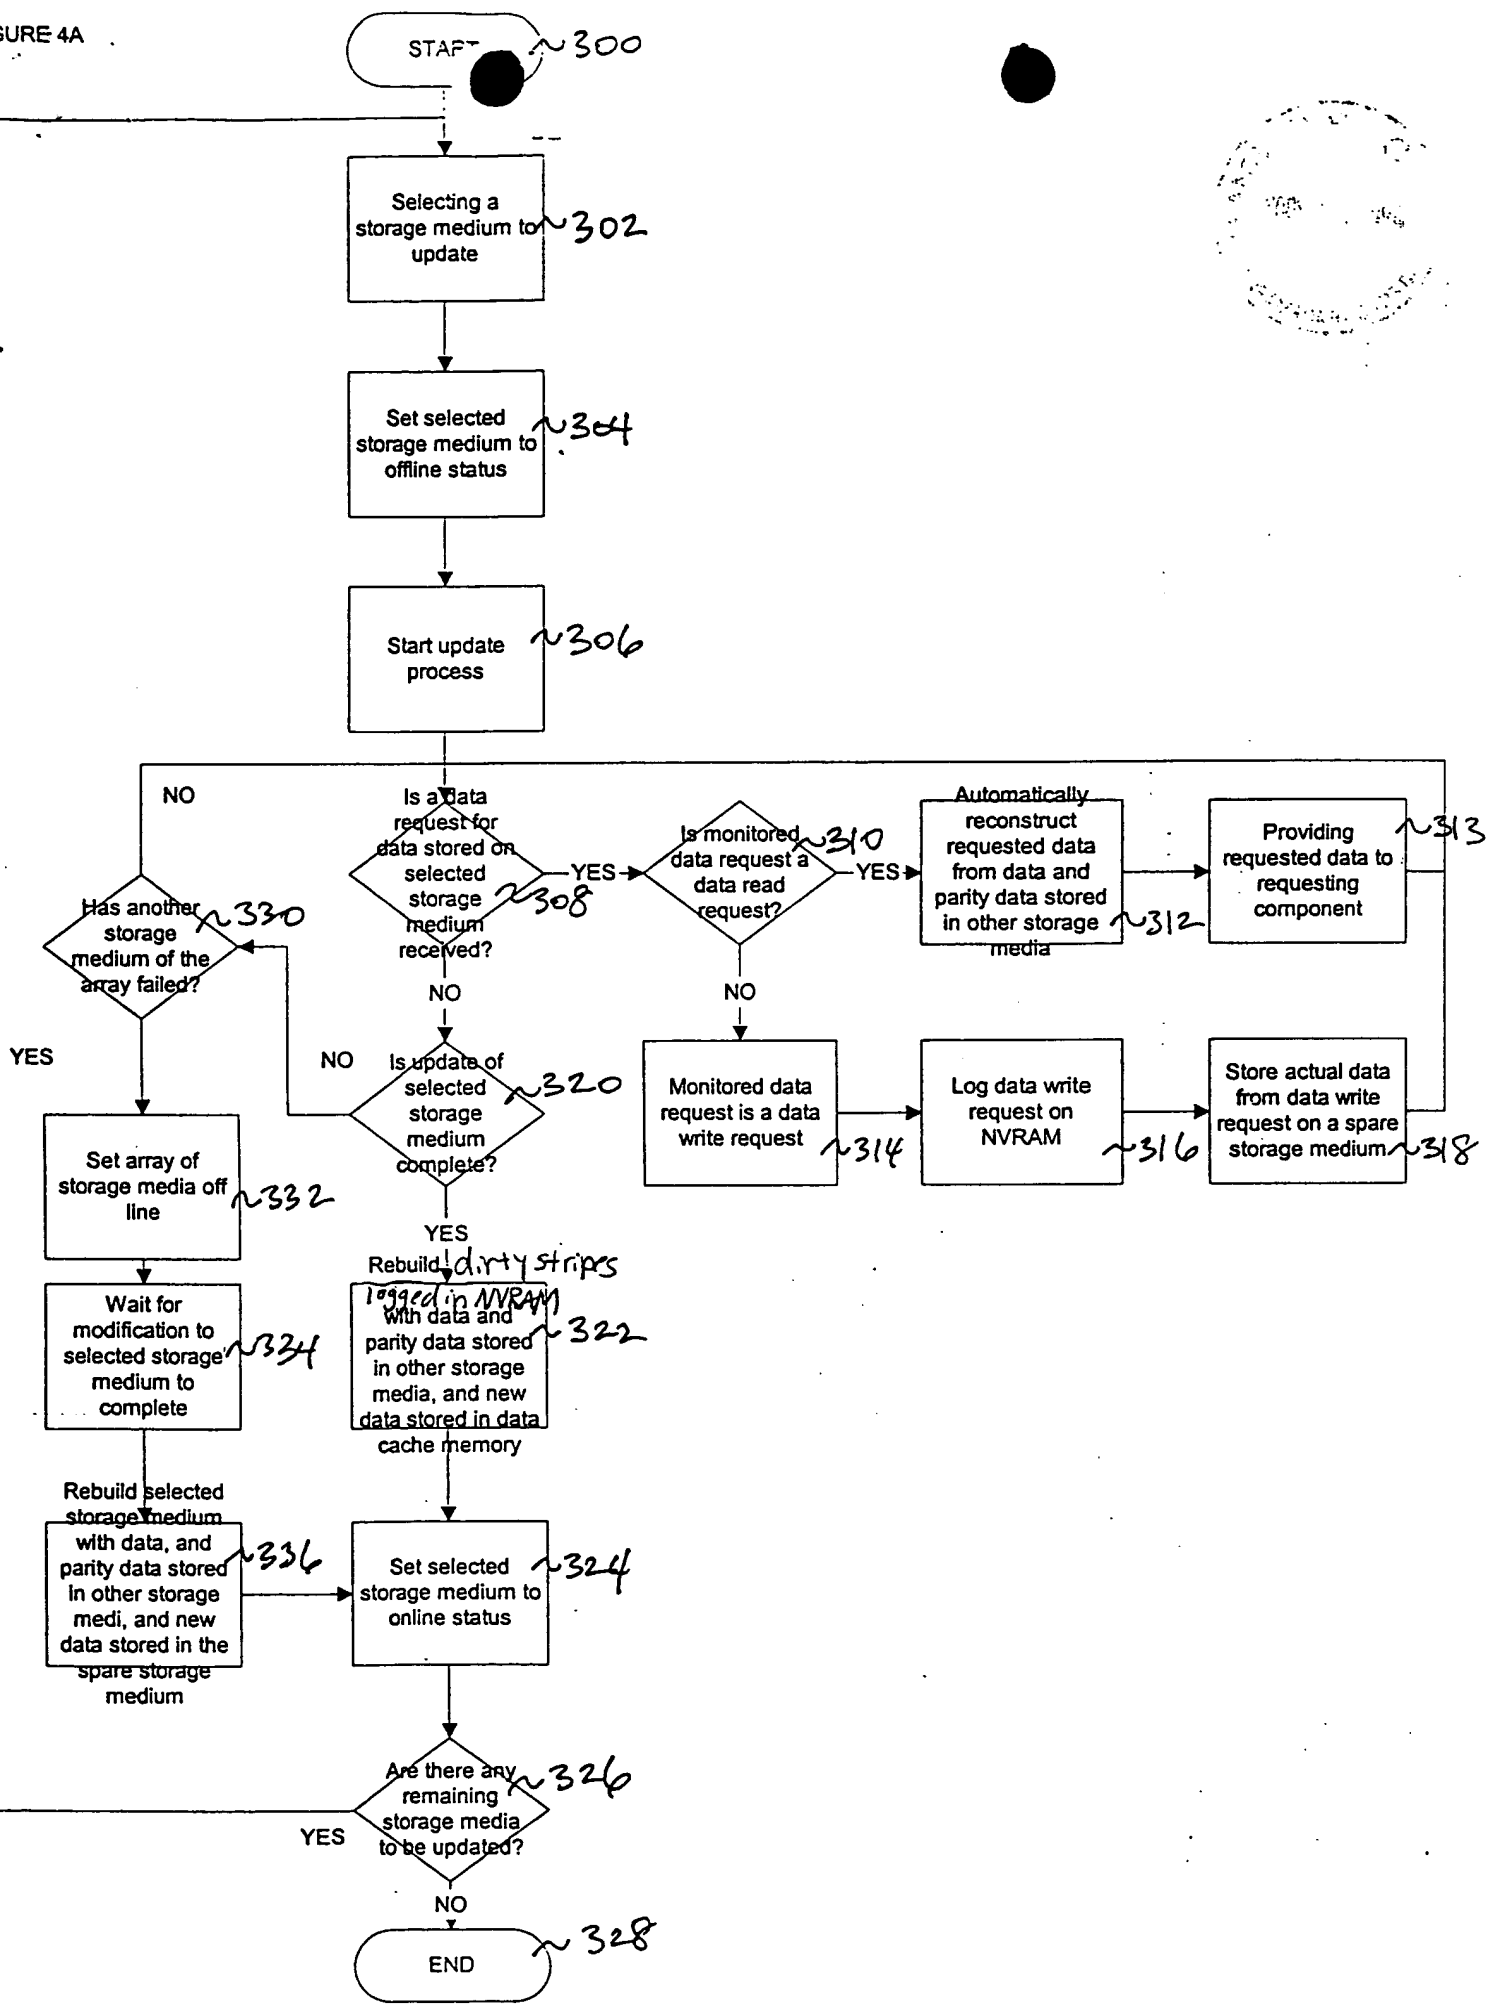 GURE 4A
START
300
Selecting a
storage medium to
update
302
Set selected
storage medium to
offline status
304
Start update
process
306
NO
Is a data
request for
data stored on
selected
storage
medium
received?
308
YES
Is monitored
data request a
data read
request?
310
YES
Automatically
reconstruct
requested data
from data and
parity data stored
in other storage
media
312
Providing
requested data to
requesting
component
313
Has another
storage
medium of the
array failed?
330
NO
NO
YES
NO
Is update of
selected
storage
medium
complete?
320
Monitored data
request is a data
write request
314
Log data write
request on
NVRAM
316
Store actual data
from data write
request on a spare
storage medium
318
Set array of
storage media off
line
332
YES
Rebuild dirty stripes
logged in NVRAM
with data and
parity data stored
in other storage
media, and new
data stored in data
cache memory
322
Wait for
modification to
selected storage
medium to
complete
334
Rebuild selected
storage medium
with data, and
parity data stored
in other storage
medi, and new
data stored in the
spare storage
medium
336
Set selected
storage medium to
online status
324
Are there any
remaining
storage media
to be updated?
326
YES
NO
END
328